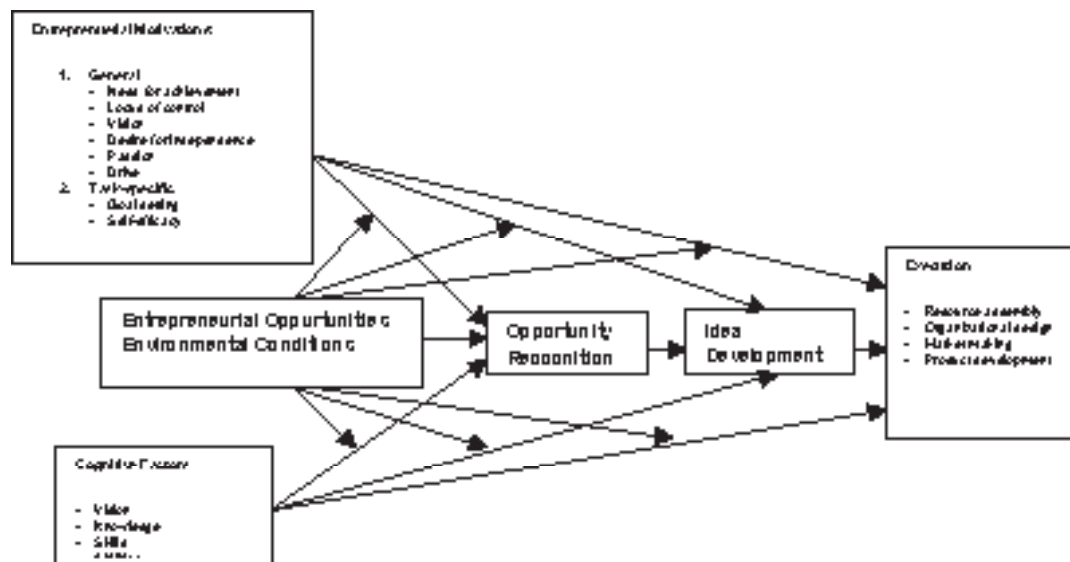 Entrepreneurial Motivations
1. General
- Need for achievement
- Locus of control
- Vision
- Desire for independence
- Passion
- Drive
2. Task-specific
- Goal setting
- Self-efficacy
Entrepreneurial Oppurtunities
Environmental Conditions
Opportunity
Recognition
Idea
Development
Execution
- Resource assembly
- Organizational design
- Market making
- Product development
Cognitive Factors
- Vision
- Knowledge
- Skills